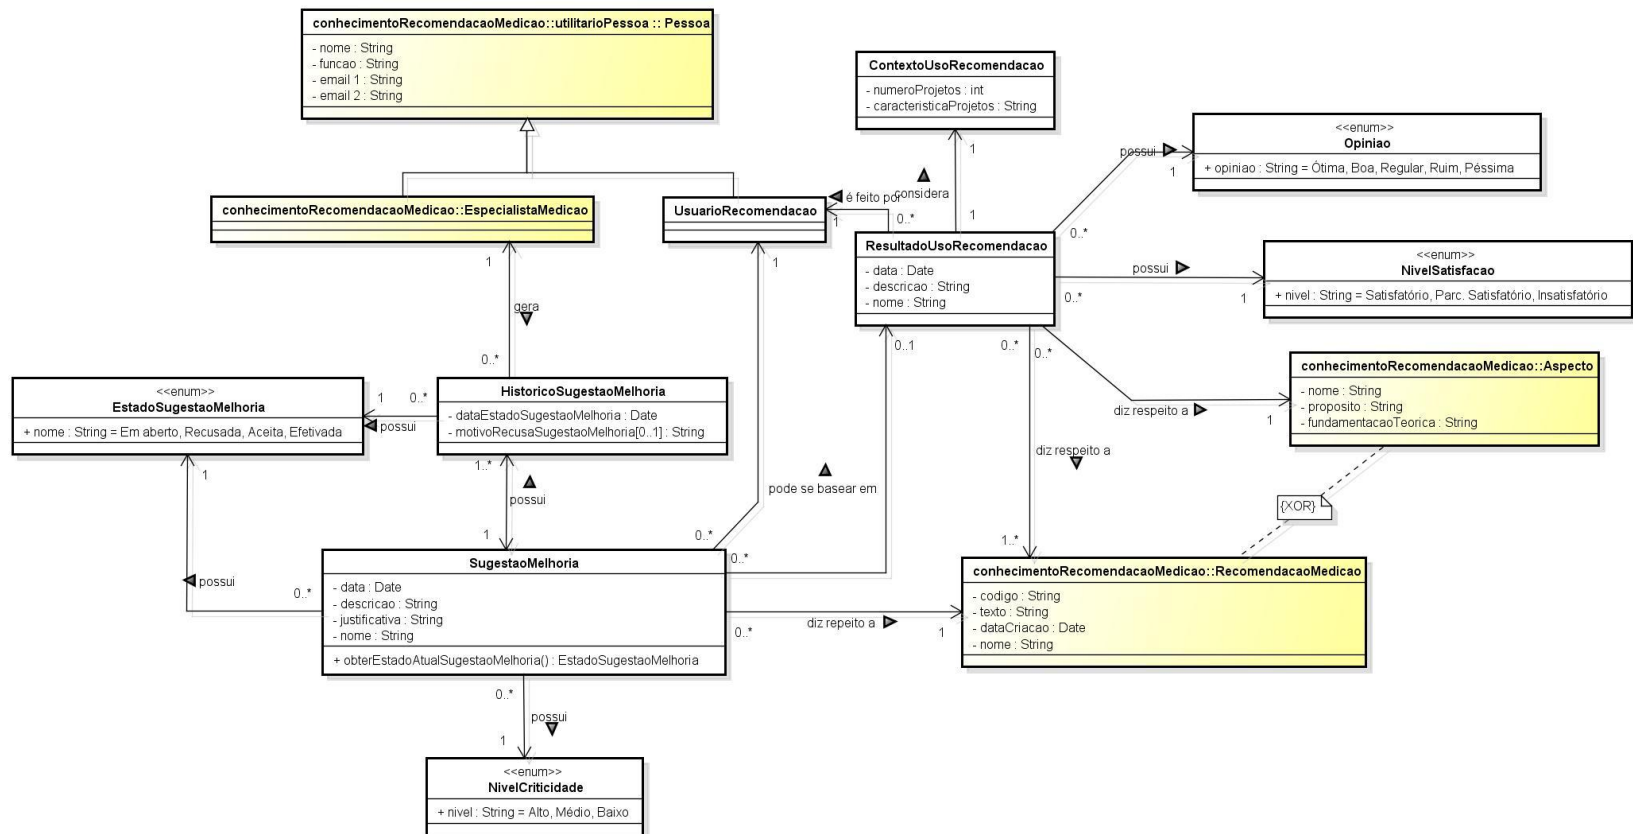 conhecimentoRecomendacaoMedicao::utilitarioPessoa :: Pessoa
- nome : String
- funcao : String
- email 1 : String
- email 2 : String
ContextoUsoRecomendacao
- numeroProjetos : int
- caracteristicaProjetos : String
<<enum>>
Opiniao
+ opiniao : String = Ótima, Boa, Regular, Ruim, Péssima
possui
1
0..*
1
considera
1
é feito por
1
0..*
conhecimentoRecomendacaoMedicao::EspecialistaMedicao
UsuarioRecomendacao
ResultadoUsoRecomendacao
- data : Date
- descricao : String
- nome : String
<<enum>>
NivelSatisfacao
+ nivel : String = Satisfatório, Parc. Satisfatório, Insatisfatório
possui
0..*
1
1
gera
0..*
1
0..1
0..*
0..*
conhecimentoRecomendacaoMedicao::Aspecto
- nome : String
- proposito : String
- fundamentacaoTeorica : String
diz respeito a
1
<<enum>>
EstadoSugestaoMelhoria
+ nome : String = Em aberto, Recusada, Aceita, Efetivada
1
0..*
possui
HistoricoSugestaoMelhoria
- dataEstadoSugestaoMelhoria : Date
- motivoRecusaSugestaoMelhoria[0..1] : String
diz respeito a
1
1..*
possui
pode se basear em
{XOR}
1
0..*
0..*
1..*
possui
0..*
SugestaoMelhoria
- data : Date
- descricao : String
- justificativa : String
- nome : String
+ obterEstadoAtualSugestaoMelhoria() : EstadoSugestaoMelhoria
0..*
diz repeito a
1
conhecimentoRecomendacaoMedicao::RecomendacaoMedicao
- codigo : String
- texto : String
- dataCriacao : Date
- nome : String
0..*
possui
1
<<enum>>
NivelCriticidade
+ nivel : String = Alto, Médio, Baixo